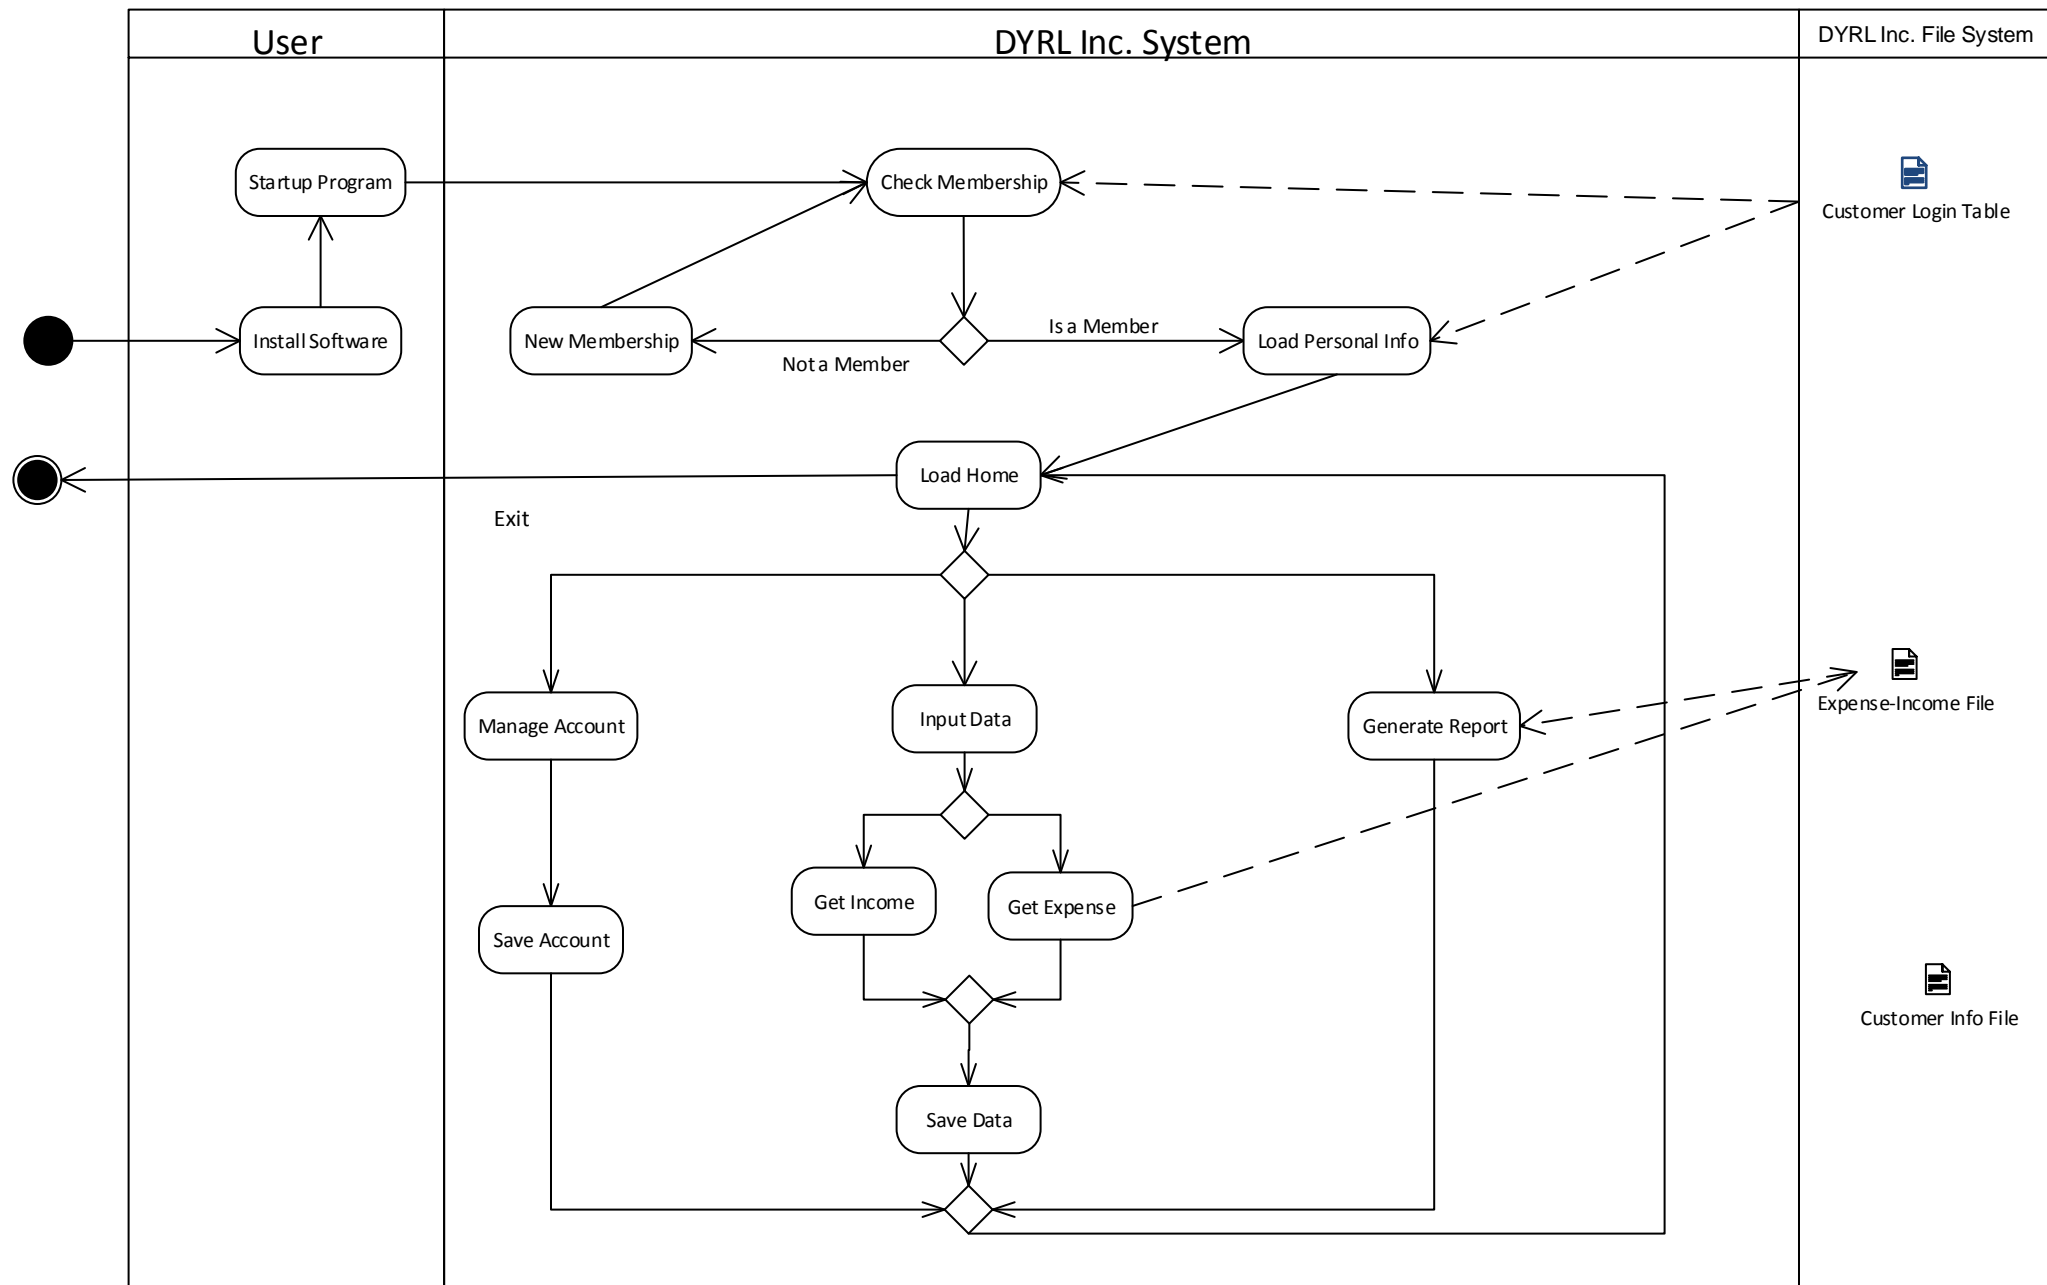 User
DYRL Inc. System
DYRL Inc. File System
Startup Program
Check Membership
Customer Login Table
Install Software
New Membership
Not a Member
Is a Member
Load Personal Info
Load Home
Exit
Manage Account
Input Data
Generate Report
Expense-Income File
Get Income
Get Expense
Save Account
Customer Info File
Save Data